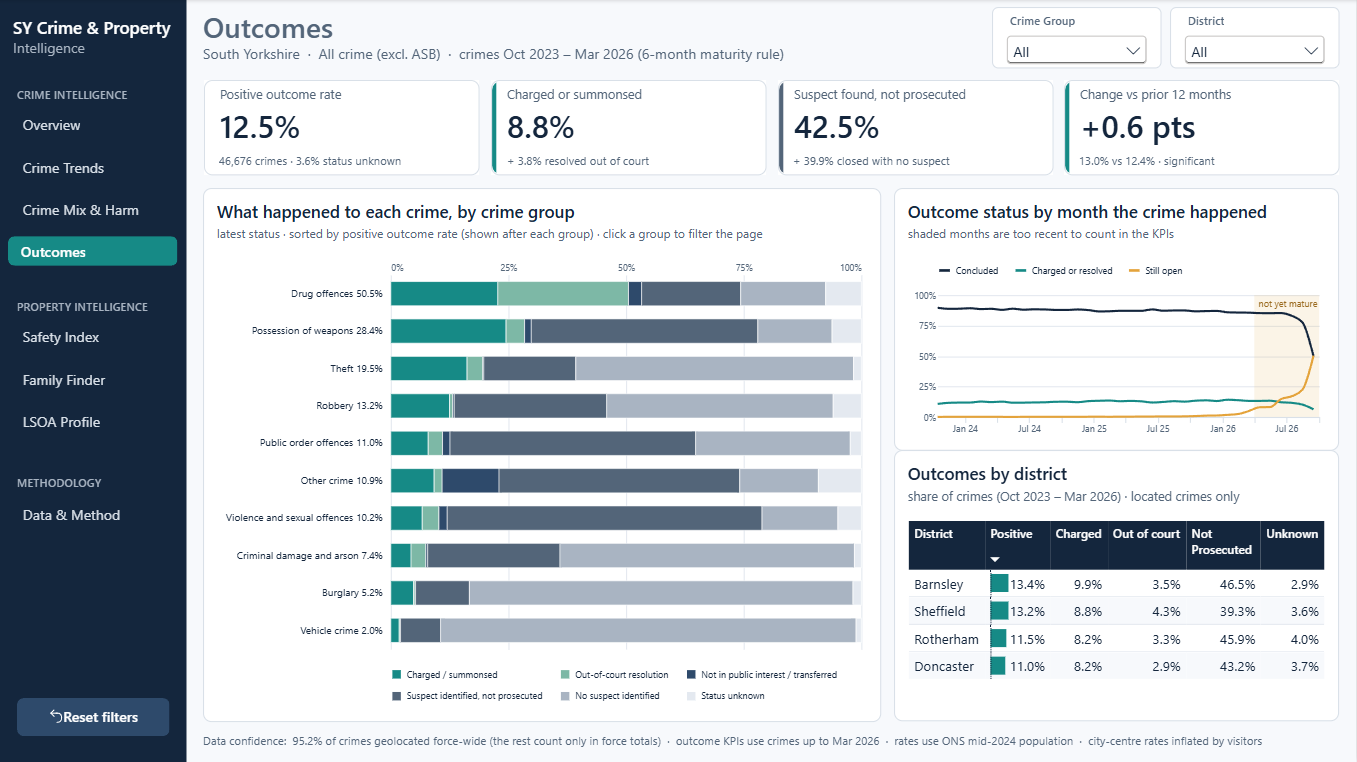 SY Crime & Property
Intelligence
CRIME INTELLIGENCE
Overview
Crime Trends
Crime Mix & Harm
Outcomes
PROPERTY INTELLIGENCE
Safety Index
Family Finder
LSOA Profile
METHODOLOGY
Data & Method
Reset filters
Outcomes
South Yorkshire · All crime (excl. ASB) · crimes Oct 2023 – Mar 2026 (6-month maturity rule)
Crime Group
All
District
All
Positive outcome rate
12.5%
46,676 crimes · 3.6% status unknown
Charged or summonsed
8.8%
+ 3.8% resolved out of court
Suspect found, not prosecuted
42.5%
+ 39.9% closed with no suspect
Change vs prior 12 months
+0.6 pts
13.0% vs 12.4% · significant
What happened to each crime, by crime group
latest status · sorted by positive outcome rate (shown after each group) · click a group to filter the page
0% 25% 50% 75% 100%
Drug offences 50.5%
Possession of weapons 28.4%
Theft 19.5%
Robbery 13.2%
Public order offences 11.0%
Other crime 10.9%
Violence and sexual offences 10.2%
Criminal damage and arson 7.4%
Burglary 5.2%
Vehicle crime 2.0%
Charged / summonsed Out-of-court resolution Not in public interest / transferred
Suspect identified, not prosecuted No suspect identified Status unknown
Outcome status by month the crime happened
shaded months are too recent to count in the KPIs
Concluded Charged or resolved Still open
100%
not yet mature
75%
50%
25%
0%
Jan 24 Jul 24 Jan 25 Jul 25 Jan 26 Jul 26
Outcomes by district
share of crimes (Oct 2023 – Mar 2026) · located crimes only
District Positive Charged Out of court Not Unknown
Prosecuted
Barnsley 13.4% 9.9% 3.5% 46.5% 2.9%
Sheffield 13.2% 8.8% 4.3% 39.3% 3.6%
Rotherham 11.5% 8.2% 3.3% 45.9% 4.0%
Doncaster 11.0% 8.2% 2.9% 43.2% 3.7%
Data confidence: 95.2% of crimes geolocated force-wide (the rest count only in force totals) · outcome KPIs use crimes up to Mar 2026 · rates use ONS mid-2024 population · city-centre rates inflated by visitors